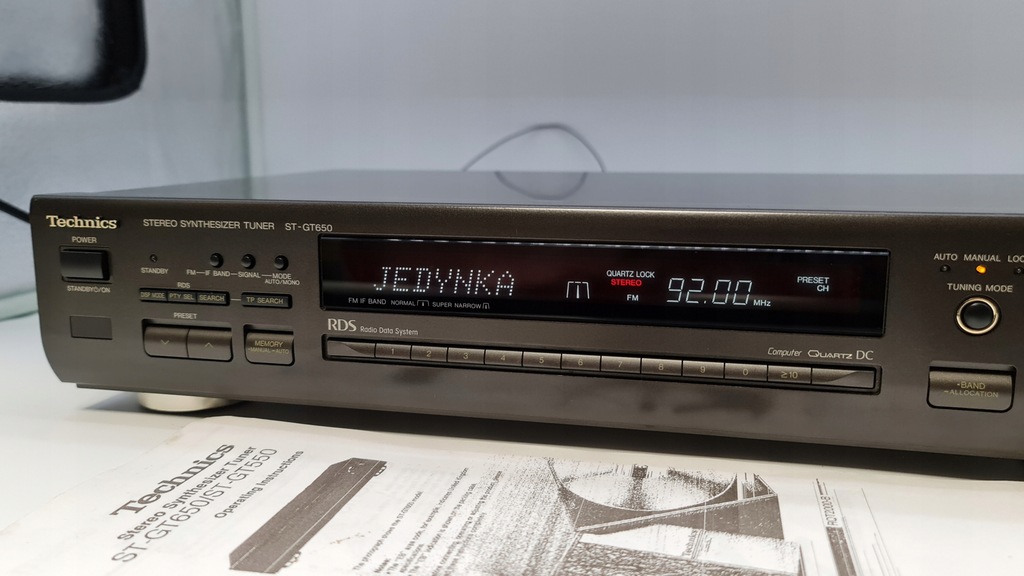 Technics
STEREO SYNTHESIZER TUNER ST-GT650
POWER
STANDBY⏻/ON
STANDBY
FM—IF BAND—SIGNAL—MODE
AUTO/MONO
RDS
DISP MODE PTY SEL SEARCH
TP SEARCH
PRESET
MEMORY
JEDYNKA
FM IF BAND NORMAL SUPER NARROW
QUARTZ LOCK
STEREO
FM
92.00 MHz
PRESET
CH
RDS Radio Data System
Computer QUARTZ DC
1 2 3 4 5 6 7 8 9 0 ≥10
AUTO MANUAL
TUNING MODE
-BAND
-ALLOCATION
Technics
Stereo Synthesizer Tuner
ST-GT650/ST-GT550
Operating Instructions